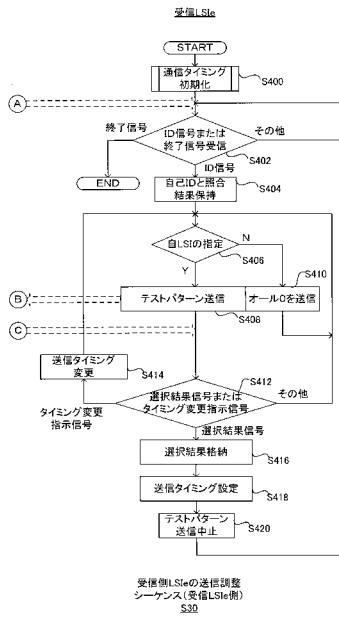 受信LSIe
START
通信タイミング
初期化
S400
A
終了信号
ID信号または
終了信号受信
その他
S402
ID信号
END
自己IDと照合
結果保持
S404
自LSIの指定
N
S406
Y
S410
B
テストパターン送信
オール0を送信
S408
C
送信タイミング
変更
S414
S412
選択結果信号または
タイミング変更指示信号
その他
タイミング変更
指示信号
選択結果信号
選択結果格納
S416
送信タイミング設定
S418
テストパターン
送信中止
S420
受信側LSIeの送信調整
シーケンス(受信LSIe側)
S30